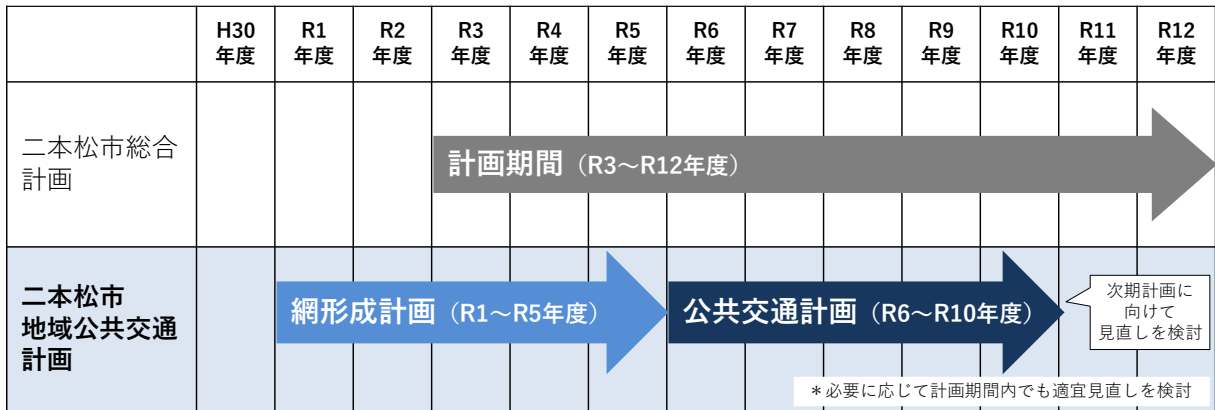 H30 R1 R2 R3 R4 R5 R6 R7 R8 R9 R10 R11 R12
年度 年度 年度 年度 年度 年度 年度 年度 年度 年度 年度 年度 年度
二本松市総合
計画
計画期間（R3～R12年度）
二本松市
地域公共交通
計画
網形成計画（R1～R5年度）
公共交通計画（R6～R10年度）
次期計画に
向けて
見直しを検討
＊必要に応じて計画期間内でも適宜見直しを検討